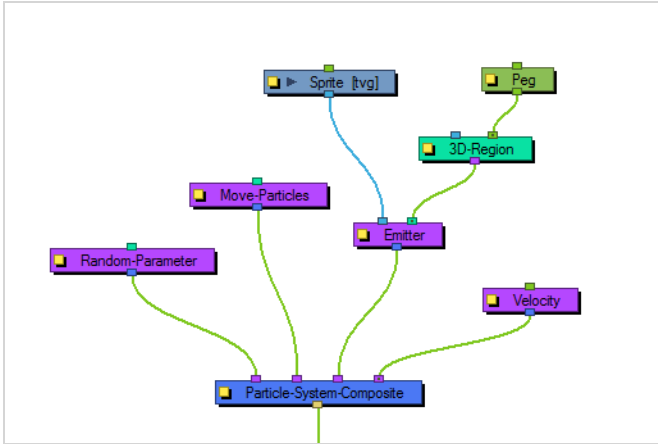 Sprite [tvg]
Peg
3D-Region
Move-Particles
Emitter
Random-Parameter
Velocity
Particle-System-Composite